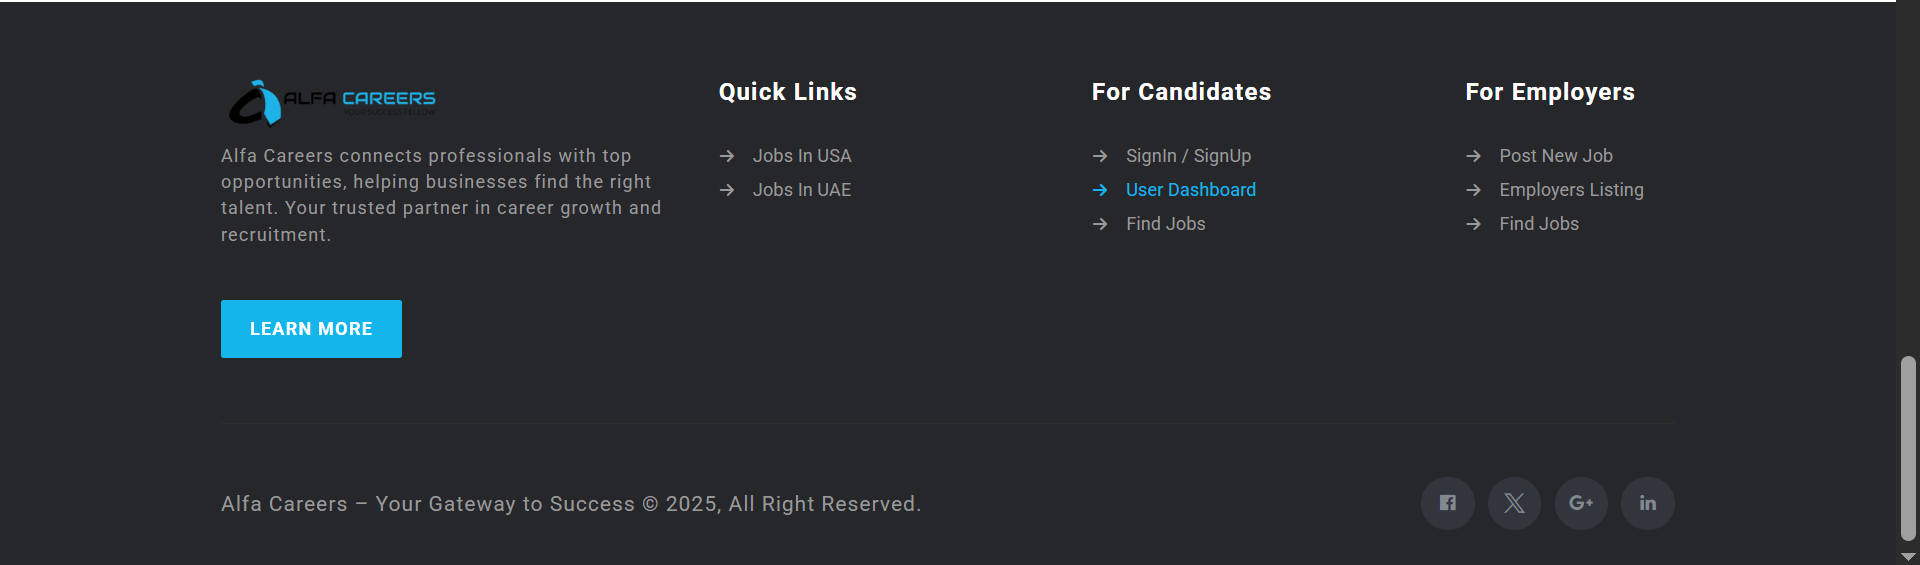 ALFA CAREERS
YOUR SUCCESS FELLOW
Alfa Careers connects professionals with top
opportunities, helping businesses find the right
talent. Your trusted partner in career growth and
recruitment.
LEARN MORE
Quick Links
Jobs In USA
Jobs In UAE
For Candidates
SignIn / SignUp
User Dashboard
Find Jobs
For Employers
Post New Job
Employers Listing
Find Jobs
Alfa Careers – Your Gateway to Success © 2025, All Right Reserved.